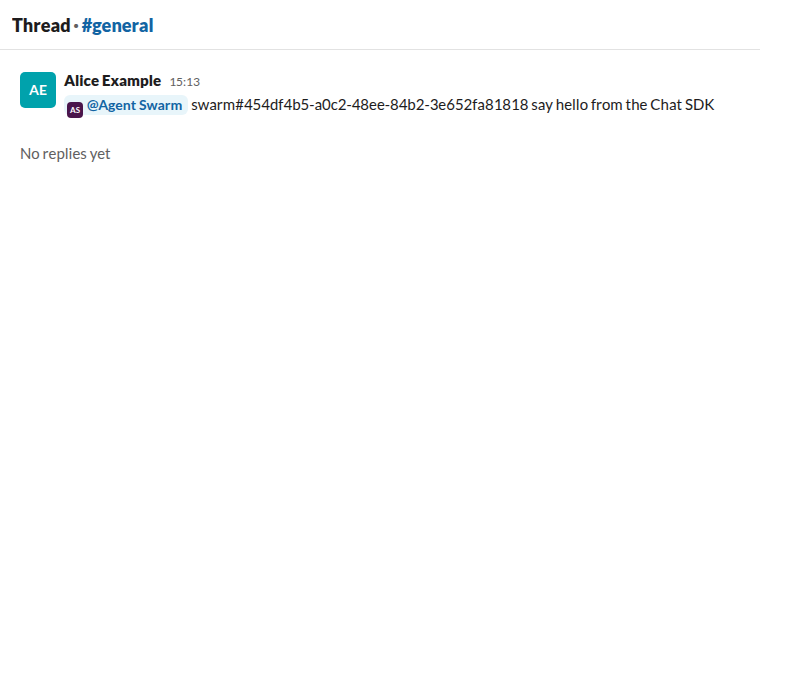 Thread • #general
AE
Alice Example 15:13
AS @Agent Swarm swarm#454df4b5-a0c2-48ee-84b2-3e652fa81818 say hello from the Chat SDK
No replies yet